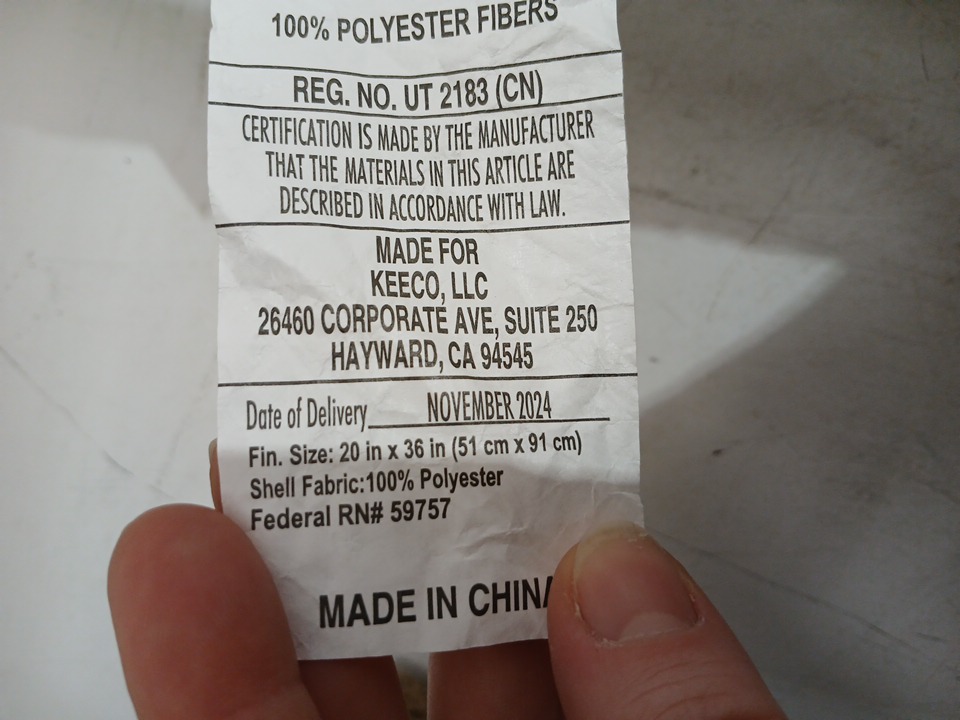 100% POLYESTER FIBERS
REG. NO. UT 2183 (CN)
CERTIFICATION IS MADE BY THE MANUFACTURER
THAT THE MATERIALS IN THIS ARTICLE ARE
DESCRIBED IN ACCORDANCE WITH LAW.
MADE FOR
KEECO, LLC
26460 CORPORATE AVE, SUITE 250
HAYWARD, CA 94545
Date of Delivery NOVEMBER 2024
Fin. Size: 20 in x 36 in (51 cm x 91 cm)
Shell Fabric:100% Polyester
Federal RN# 59757
MADE IN CHINA